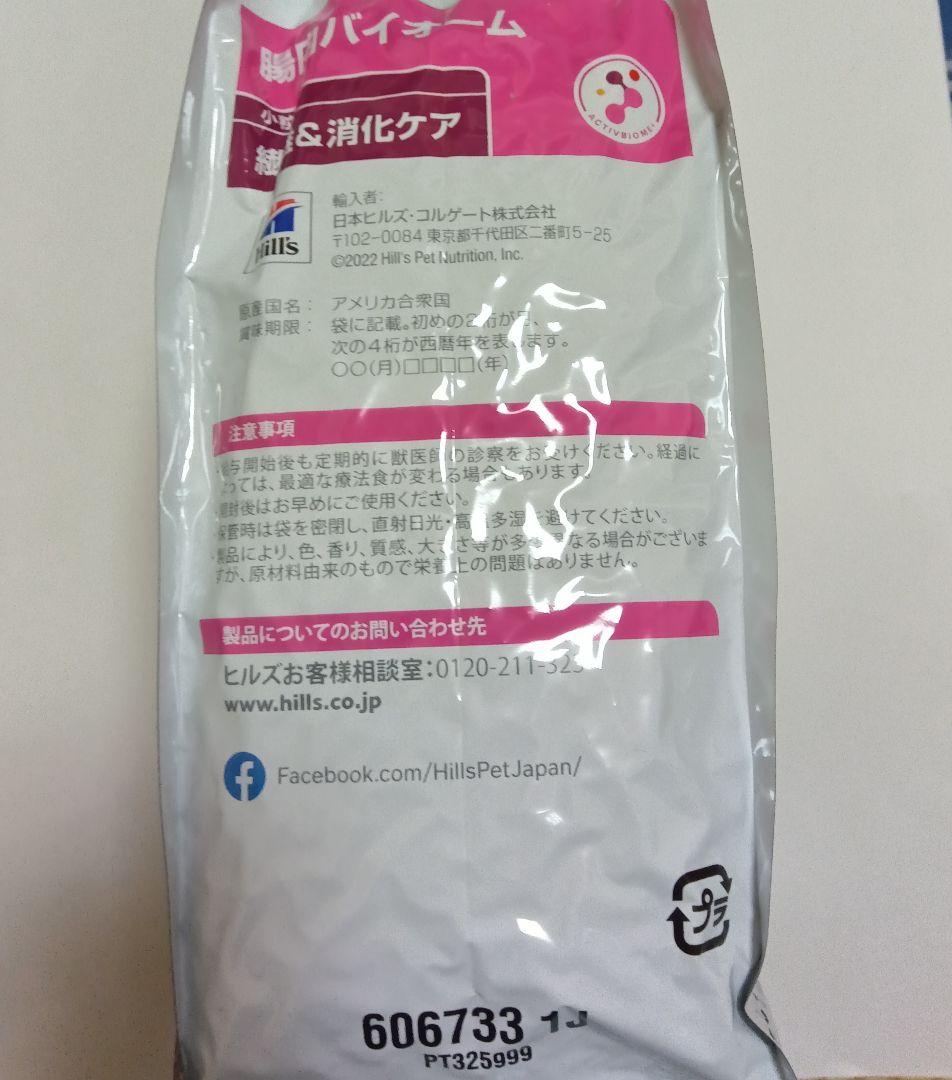 腸内バイオーム
小粒
繊維&消化ケア
ACTIVBIOME+
Hill's
輸入者:
日本ヒルズ・コルゲート株式会社
〒102-0084 東京都千代田区二番町5-25
©2022 Hill's Pet Nutrition, Inc.
原産国名: アメリカ合衆国
賞味期限: 袋に記載。初めの2桁が月、
次の4桁が西暦年を表します。
○○(月)□□□□(年)
注意事項
給与開始後も定期的に獣医師の診察をお受けください。経過に
よっては、最適な療法食が変わる場合もあります。
開封後はお早めにご使用ください。
保管時は袋を密閉し、直射日光・高温多湿を避けてください。
製品により、色、香り、質感、大きさ等が多少異なる場合がございま
すが、原材料由来のもので栄養上の問題はありません。
製品についてのお問い合わせ先
ヒルズお客様相談室:0120-211-323
www.hills.co.jp
Facebook.com/HillsPetJapan/
プラ
606733
PT325999